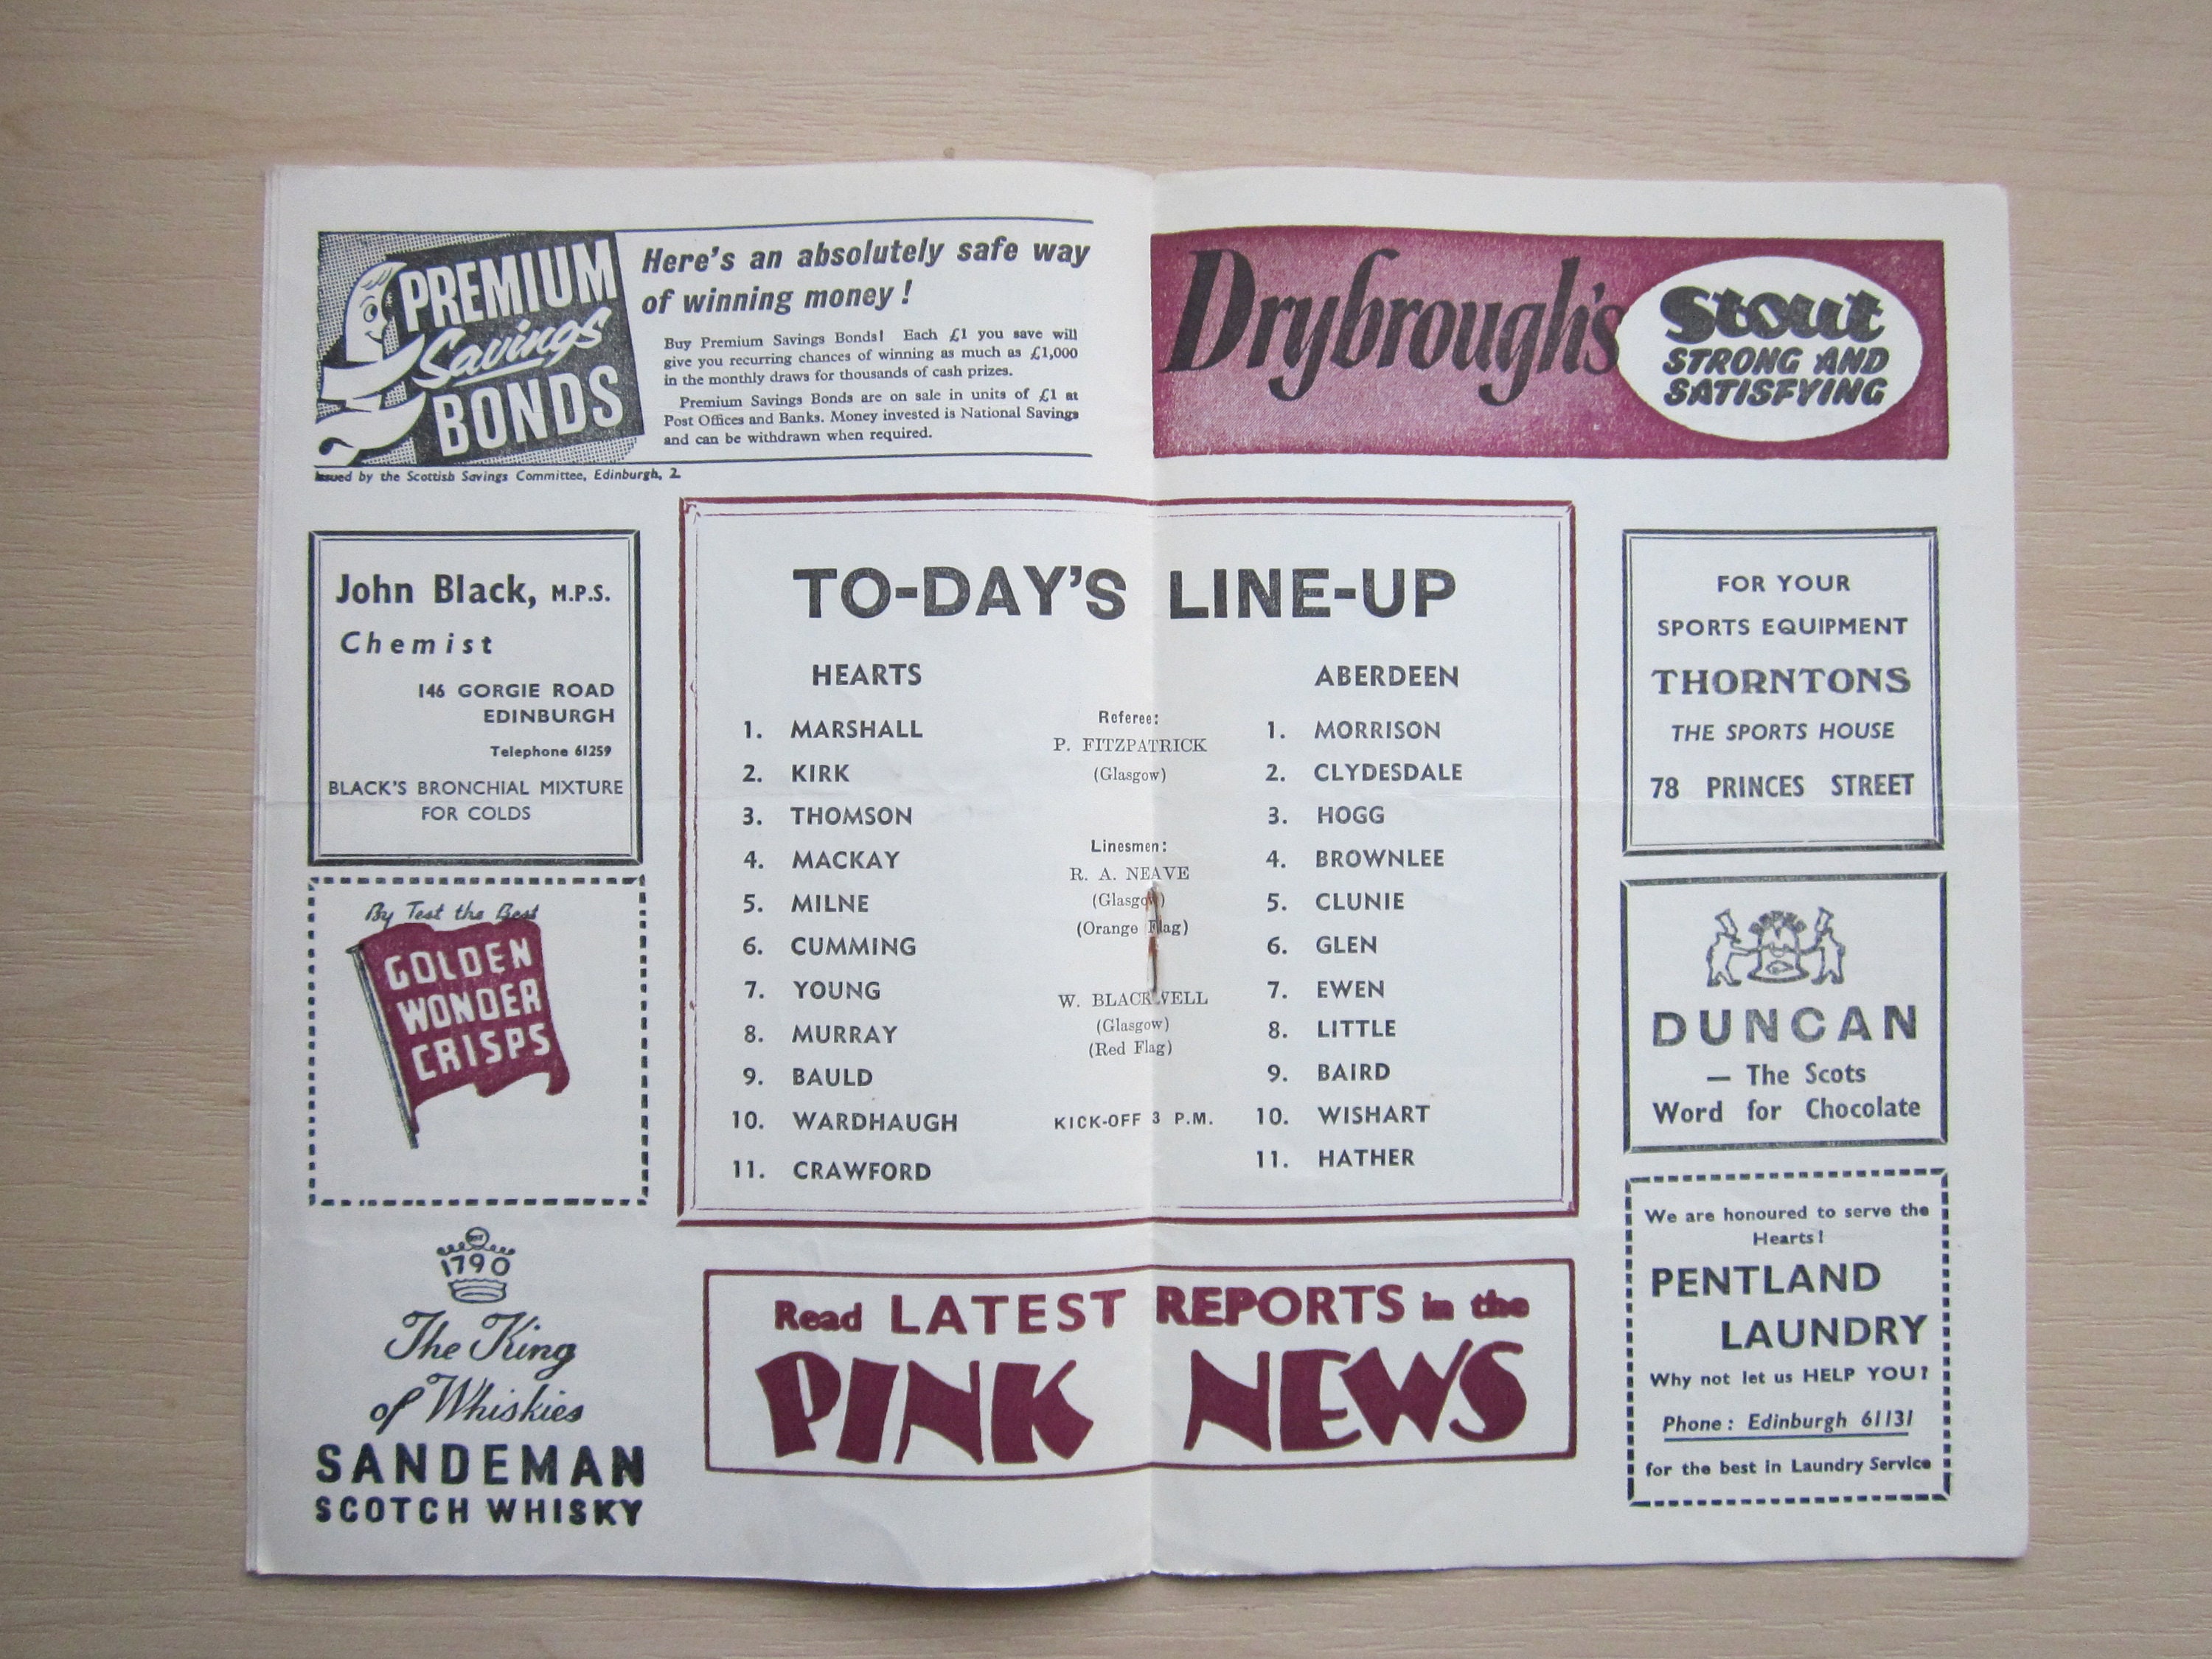 PREMIUM
Savings
BONDS
Here's an absolutely safe way
of winning money !
Buy Premium Savings Bonds! Each £1 you save will
give you recurring chances of winning as much as £1,000
in the monthly draws for thousands of cash prizes.
Premium Savings Bonds are on sale in units of £1 at
Post Offices and Banks. Money invested is National Savings
and can be withdrawn when required.
Issued by the Scottish Savings Committee, Edinburgh, 2.
Drybrough's
Stout
STRONG AND
SATISFYING
John Black, M.P.S.
Chemist
146 GORGIE ROAD
EDINBURGH
Telephone 61259
BLACK'S BRONCHIAL MIXTURE
FOR COLDS
By Test the Best
GOLDEN
WONDER
CRISPS
1790
The King
of Whiskies
SANDEMAN
SCOTCH WHISKY
TO-DAY'S LINE-UP
HEARTS
1. MARSHALL
2. KIRK
3. THOMSON
4. MACKAY
5. MILNE
6. CUMMING
7. YOUNG
8. MURRAY
9. BAULD
10. WARDHAUGH
11. CRAWFORD
Referee:
P. FITZPATRICK
(Glasgow)
Linesmen:
R. A. NEAVE
(Glasgow)
(Orange Flag)
W. BLACKWELL
(Glasgow)
(Red Flag)
KICK-OFF 3 P.M.
ABERDEEN
1. MORRISON
2. CLYDESDALE
3. HOGG
4. BROWNLEE
5. CLUNIE
6. GLEN
7. EWEN
8. LITTLE
9. BAIRD
10. WISHART
11. HATHER
Read LATEST REPORTS in the
PINK NEWS
FOR YOUR
SPORTS EQUIPMENT
THORNTONS
THE SPORTS HOUSE
78 PRINCES STREET
DUNCAN
— The Scots
Word for Chocolate
We are honoured to serve the
Hearts!
PENTLAND
LAUNDRY
Why not let us HELP YOU?
Phone : Edinburgh 61131
for the best in Laundry Service